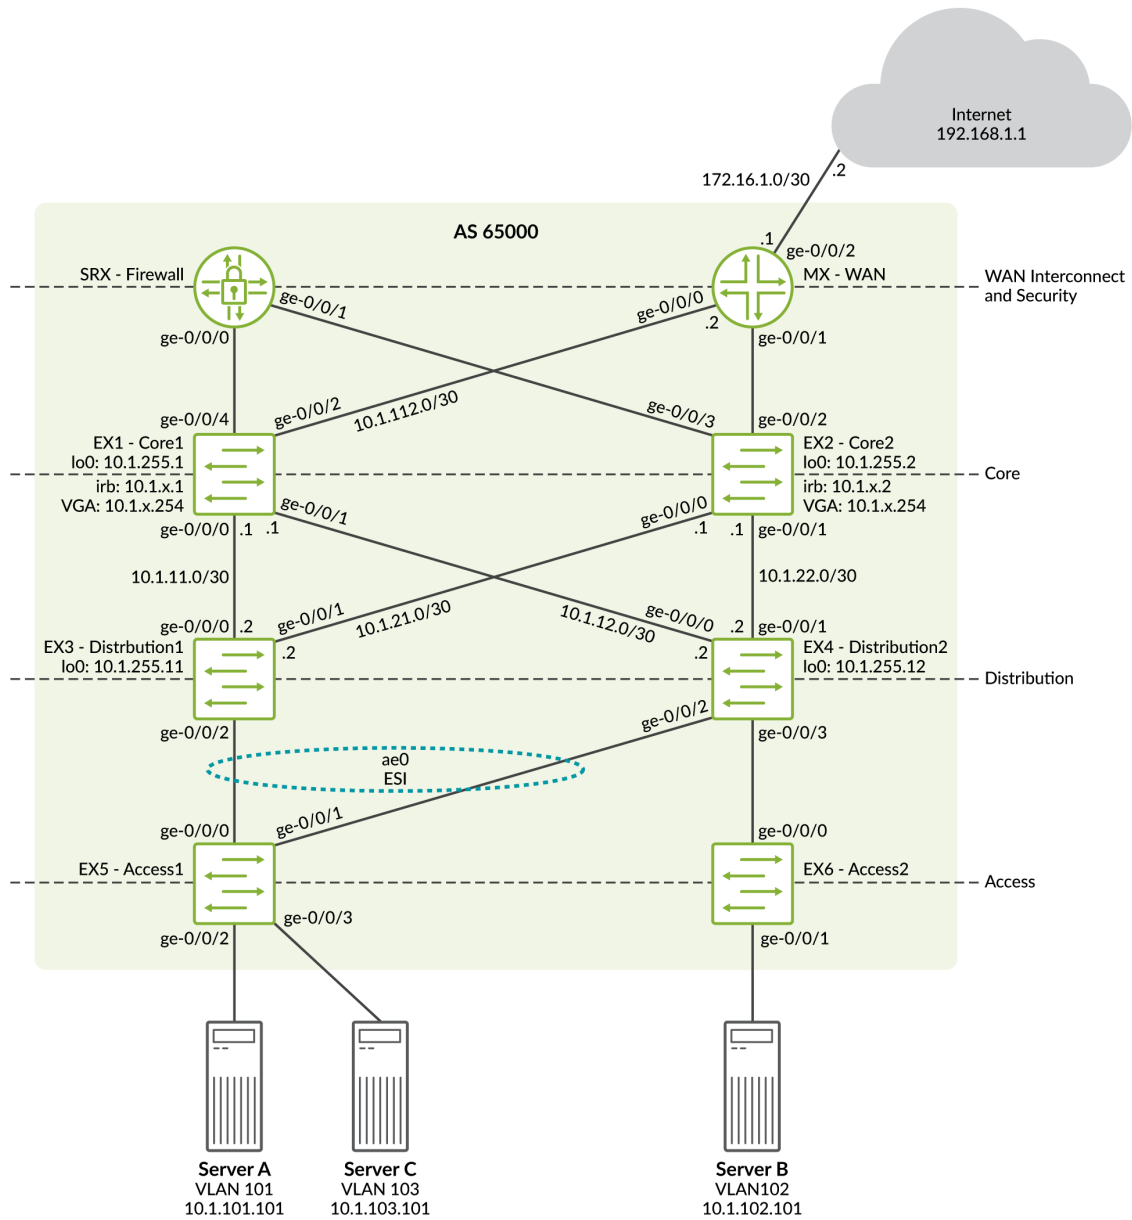 Internet
192.168.1.1
.2
172.16.1.0/30
AS 65000
.1
ge-0/0/2
SRX - Firewall
MX - WAN
WAN Interconnect
and Security
ge-0/0/1
ge-0/0/0
.2
ge-0/0/0
ge-0/0/1
ge-0/0/4
ge-0/0/2
10.1.112.0/30
ge-0/0/3
ge-0/0/2
EX1 - Core1
lo0: 10.1.255.1
irb: 10.1.x.1
VGA: 10.1.x.254
EX2 - Core2
lo0: 10.1.255.2
irb: 10.1.x.2
VGA: 10.1.x.254
Core
ge-0/0/0
.1
.1
ge-0/0/1
ge-0/0/0
.1
.1
ge-0/0/1
10.1.11.0/30
10.1.22.0/30
ge-0/0/0
.2
ge-0/0/1
10.1.21.0/30
10.1.12.0/30
ge-0/0/0
.2
ge-0/0/1
EX3 - Distrbution1
lo0: 10.1.255.11
.2
.2
EX4 - Distribution2
lo0: 10.1.255.12
Distribution
ge-0/0/2
ge-0/0/2
ge-0/0/3
ae0
ESI
ge-0/0/0
ge-0/0/1
ge-0/0/0
EX5 - Access1
EX6 - Access2
Access
ge-0/0/2
ge-0/0/3
ge-0/0/1
Server A
VLAN 101
10.1.101.101
Server C
VLAN 103
10.1.103.101
Server B
VLAN102
10.1.102.101